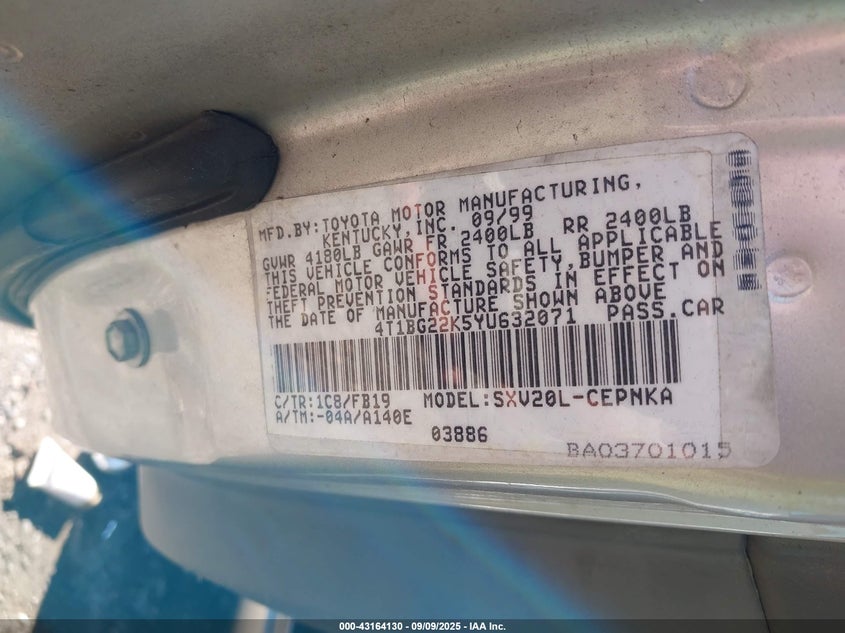 MFD.BY:TOYOTA MOTOR MANUFACTURING,
KENTUCKY,INC. 09/99
GVWR 4180LB GAWR FR 2400LB RR 2400LB
THIS VEHICLE CONFORMS TO ALL APPLICABLE
FEDERAL MOTOR VEHICLE SAFETY,BUMPER AND
THEFT PREVENTION STANDARDS IN EFFECT ON
THE DATE OF MANUFACTURE SHOWN ABOVE
4T1BG22K5YU632071 PASS.CAR
C/TR:1C8/FB19 MODEL:SXV20L-CEPNKA
A/TM:-04A/A140E
03886
BA03701015
000-43164130 - 09/09/2025 - IAA Inc.